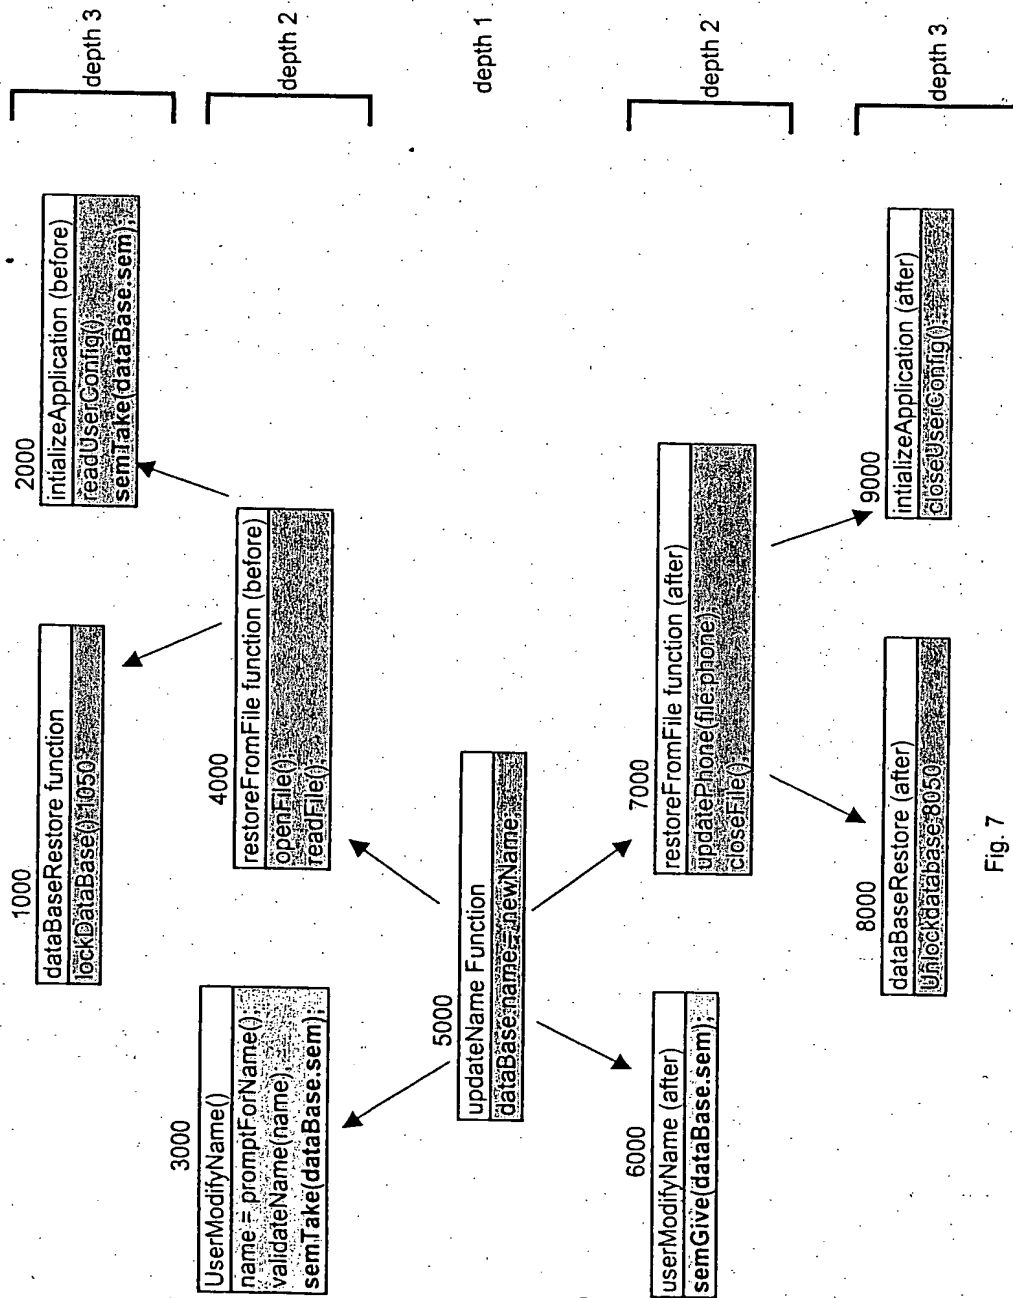 1000
dataBaseRestore function
lockDataBase() 1050
2000
intializeApplication (before)
readUserConfig();
semTake(dataBase.sem);
depth 3
3000
UserModifyName()
name = promptForName();
validateName(name)
semTake(dataBase.sem);
4000
restoreFromFile function (before)
openFile();
readFile()
depth 2
5000
updateName Function
dataBase.name = newName;
depth 1
6000
userModifyName (after)
semGive(dataBase.sem);
7000
restoreFromFile function (after)
updatePhone(file.phone)
closeFile();
depth 2
8000
dataBaseRestore (after)
Unlockdatabase 8050
9000
intializeApplication (after)
closeUserConfig();
depth 3
Fig. 7